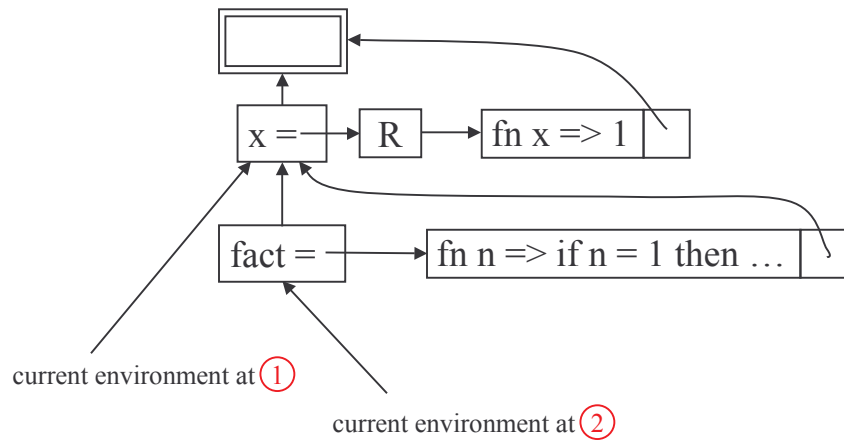 x = R fn x => 1
fact = fn n => if n = 1 then …
current environment at 1
current environment at 2